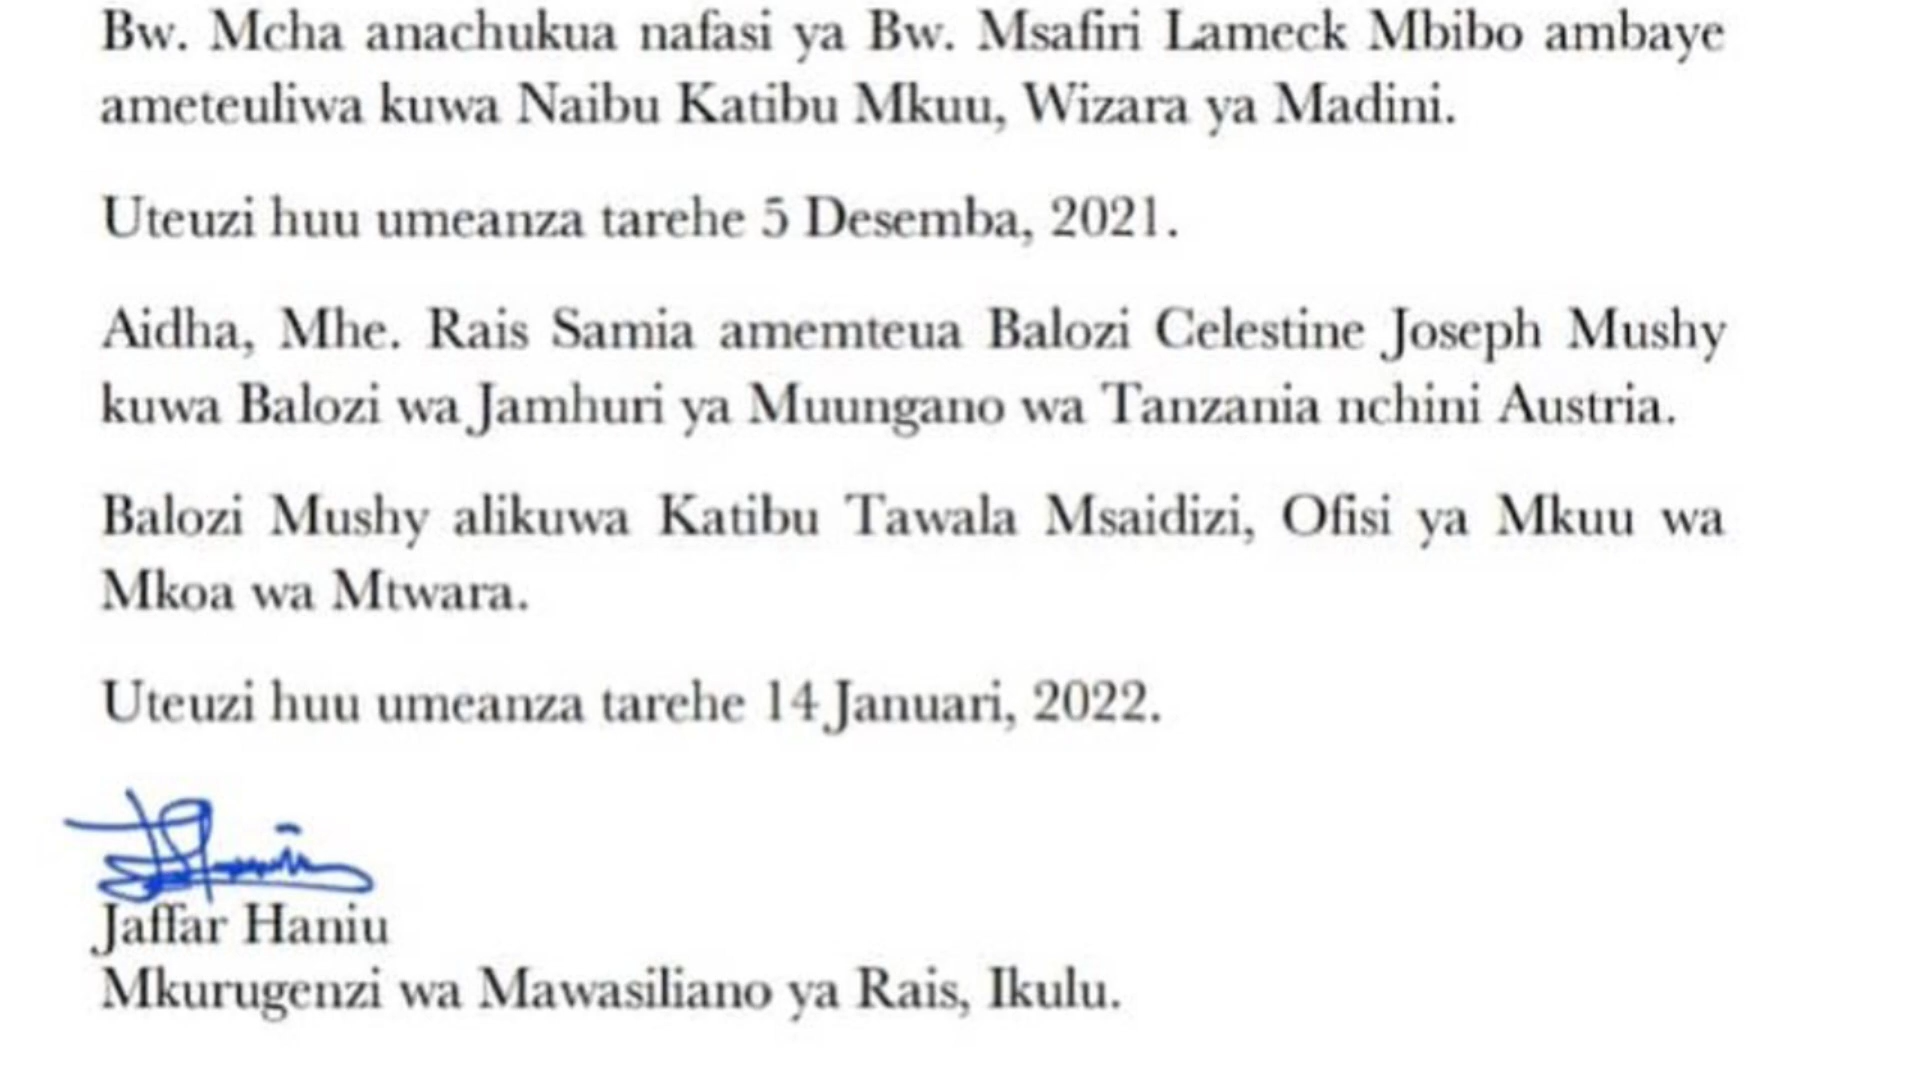 Bw. Mcha anachukua nafasi ya Bw. Msafiri Lameck Mbibo ambaye
ameteuliwa kuwa Naibu Katibu Mkuu, Wizara ya Madini.
Uteuzi huu umeanza tarehe 5 Desemba, 2021.
Aidha, Mhe. Rais Samia amemteua Balozi Celestine Joseph Mushy
kuwa Balozi wa Jamhuri ya Muungano wa Tanzania nchini Austria.
Balozi Mushy alikuwa Katibu Tawala Msaidizi, Ofisi ya Mkuu wa
Mkoa wa Mtwara.
Uteuzi huu umeanza tarehe 14 Januari, 2022.
Jaffar Haniu
Mkurugenzi wa Mawasiliano ya Rais, Ikulu.